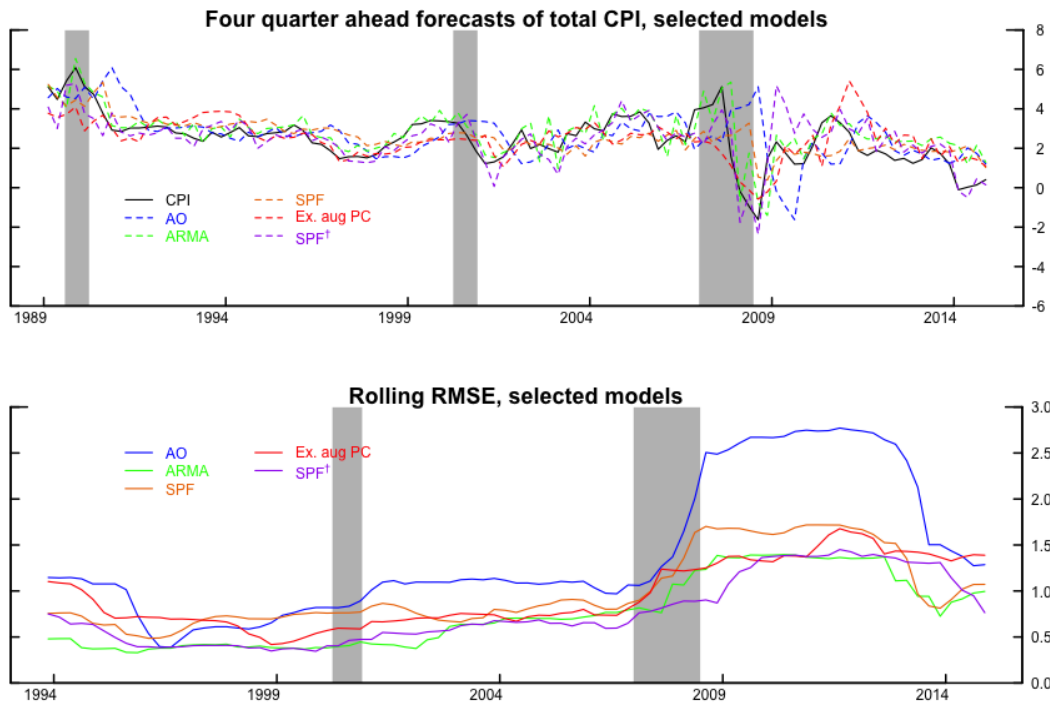 Four quarter ahead forecasts of total CPI, selected models
8
6
4
2
0
-2
-4
-6
CPI
AO
ARMA
SPF
Ex. aug PC
SPF†
1989
1994
1999
2004
2009
2014
Rolling RMSE, selected models
3.0
2.5
2.0
1.5
1.0
0.5
0.0
AO
ARMA
SPF
Ex. aug PC
SPF†
1994
1999
2004
2009
2014